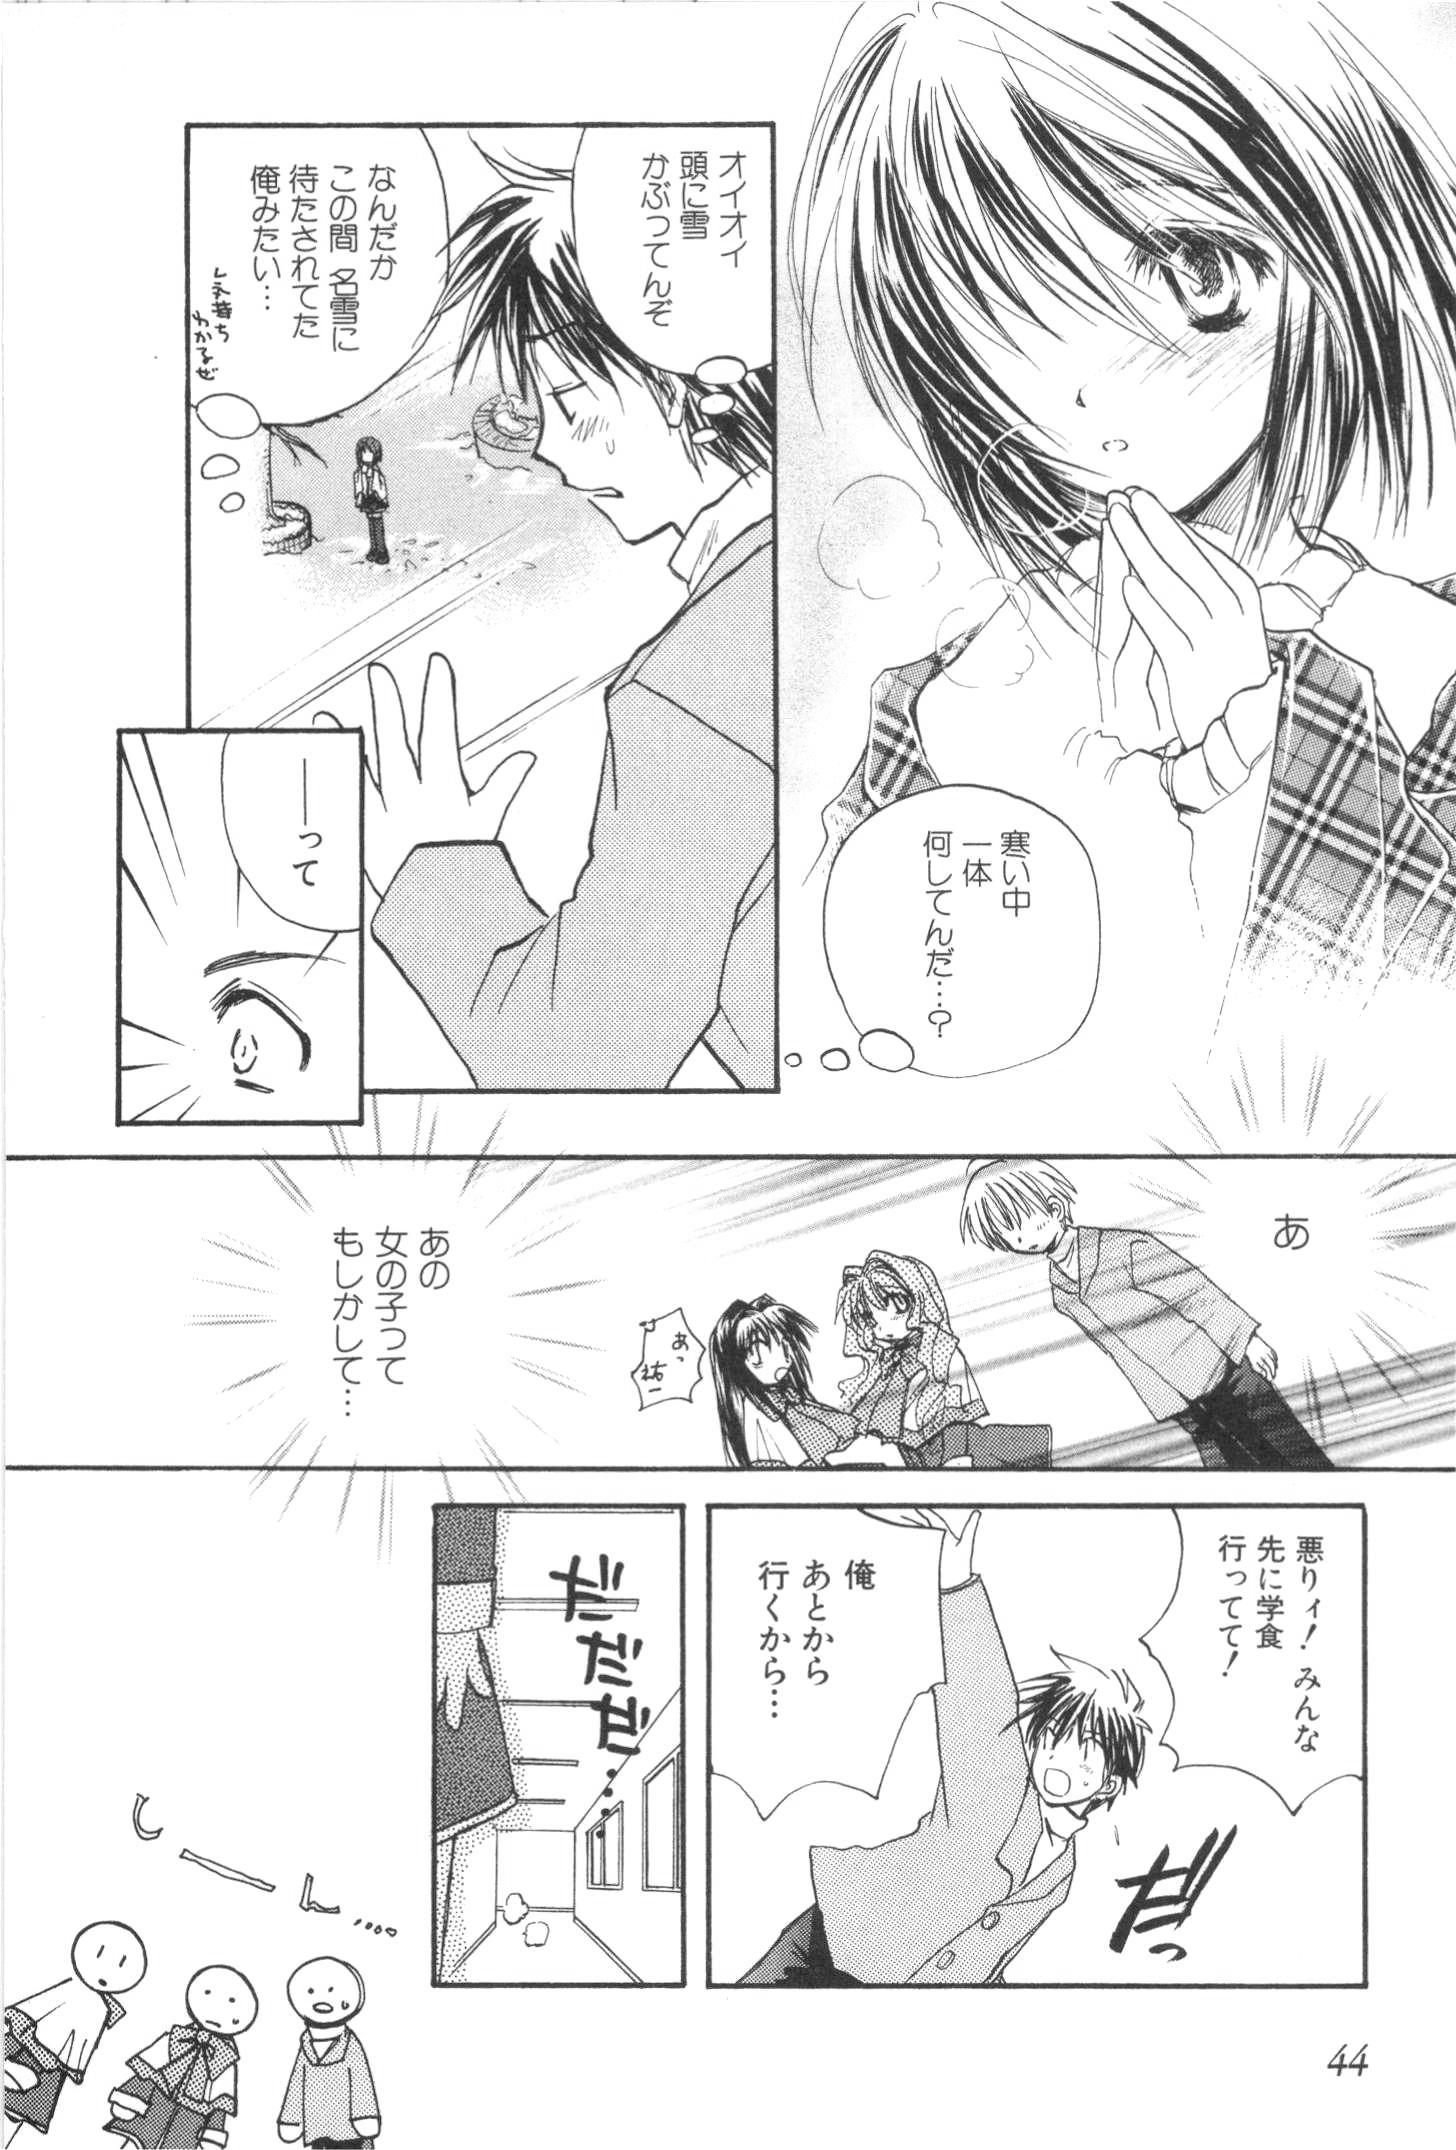 寒い中
一体
何してんだ…?
オイオイ
頭に雪
かぶってんぞ
なんだか
この間 名雪に
待たされてた
俺みたい…
気持ち
わかるぜ
――って
あ
あっ
祐一
あの
女の子って
もしかして…
悪りィ! みんな
先に学食
行ってて!
俺
あとから
行くから…
だっ
だだだ…
しーん……
44